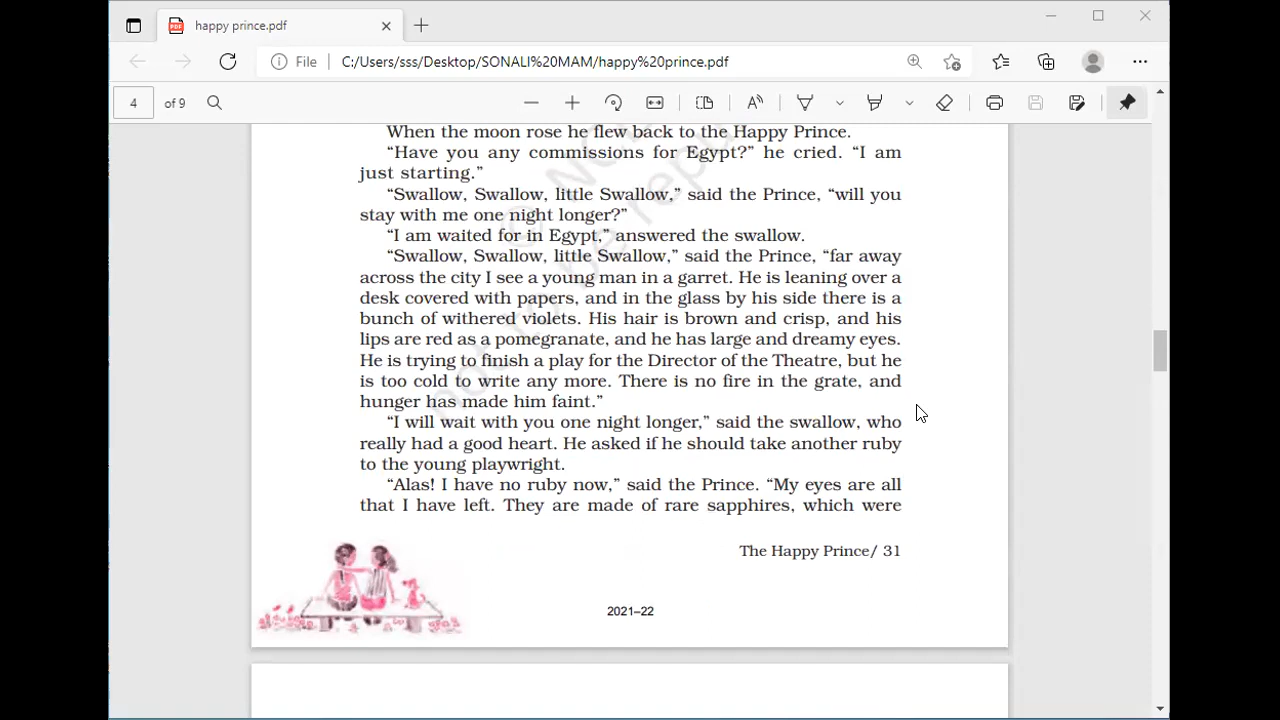 happy prince.pdf
File
C:/Users/sss/Desktop/SONALI%20MAM/happy%20prince.pdf
4 of 9
When the moon rose he flew back to the Happy Prince.
“Have you any commissions for Egypt?” he cried. “I am
just starting.”
“Swallow, Swallow, little Swallow,” said the Prince, “will you
stay with me one night longer?”
“I am waited for in Egypt,” answered the swallow.
“Swallow, Swallow, little Swallow,” said the Prince, “far away
across the city I see a young man in a garret. He is leaning over a
desk covered with papers, and in the glass by his side there is a
bunch of withered violets. His hair is brown and crisp, and his
lips are red as a pomegranate, and he has large and dreamy eyes.
He is trying to finish a play for the Director of the Theatre, but he
is too cold to write any more. There is no fire in the grate, and
hunger has made him faint.”
“I will wait with you one night longer,” said the swallow, who
really had a good heart. He asked if he should take another ruby
to the young playwright.
“Alas! I have no ruby now,” said the Prince. “My eyes are all
that I have left. They are made of rare sapphires, which were
The Happy Prince/ 31
2021–22